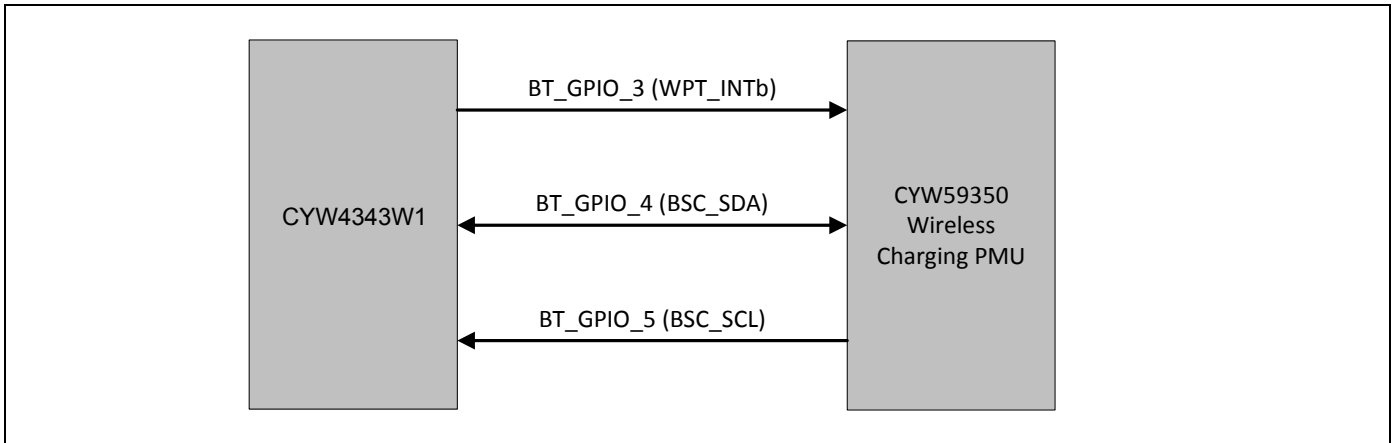 BT_GPIO_3 (WPT_INTb)
CYW4343W1
BT_GPIO_4 (BSC_SDA)
CYW59350
Wireless
Charging PMU
BT_GPIO_5 (BSC_SCL)